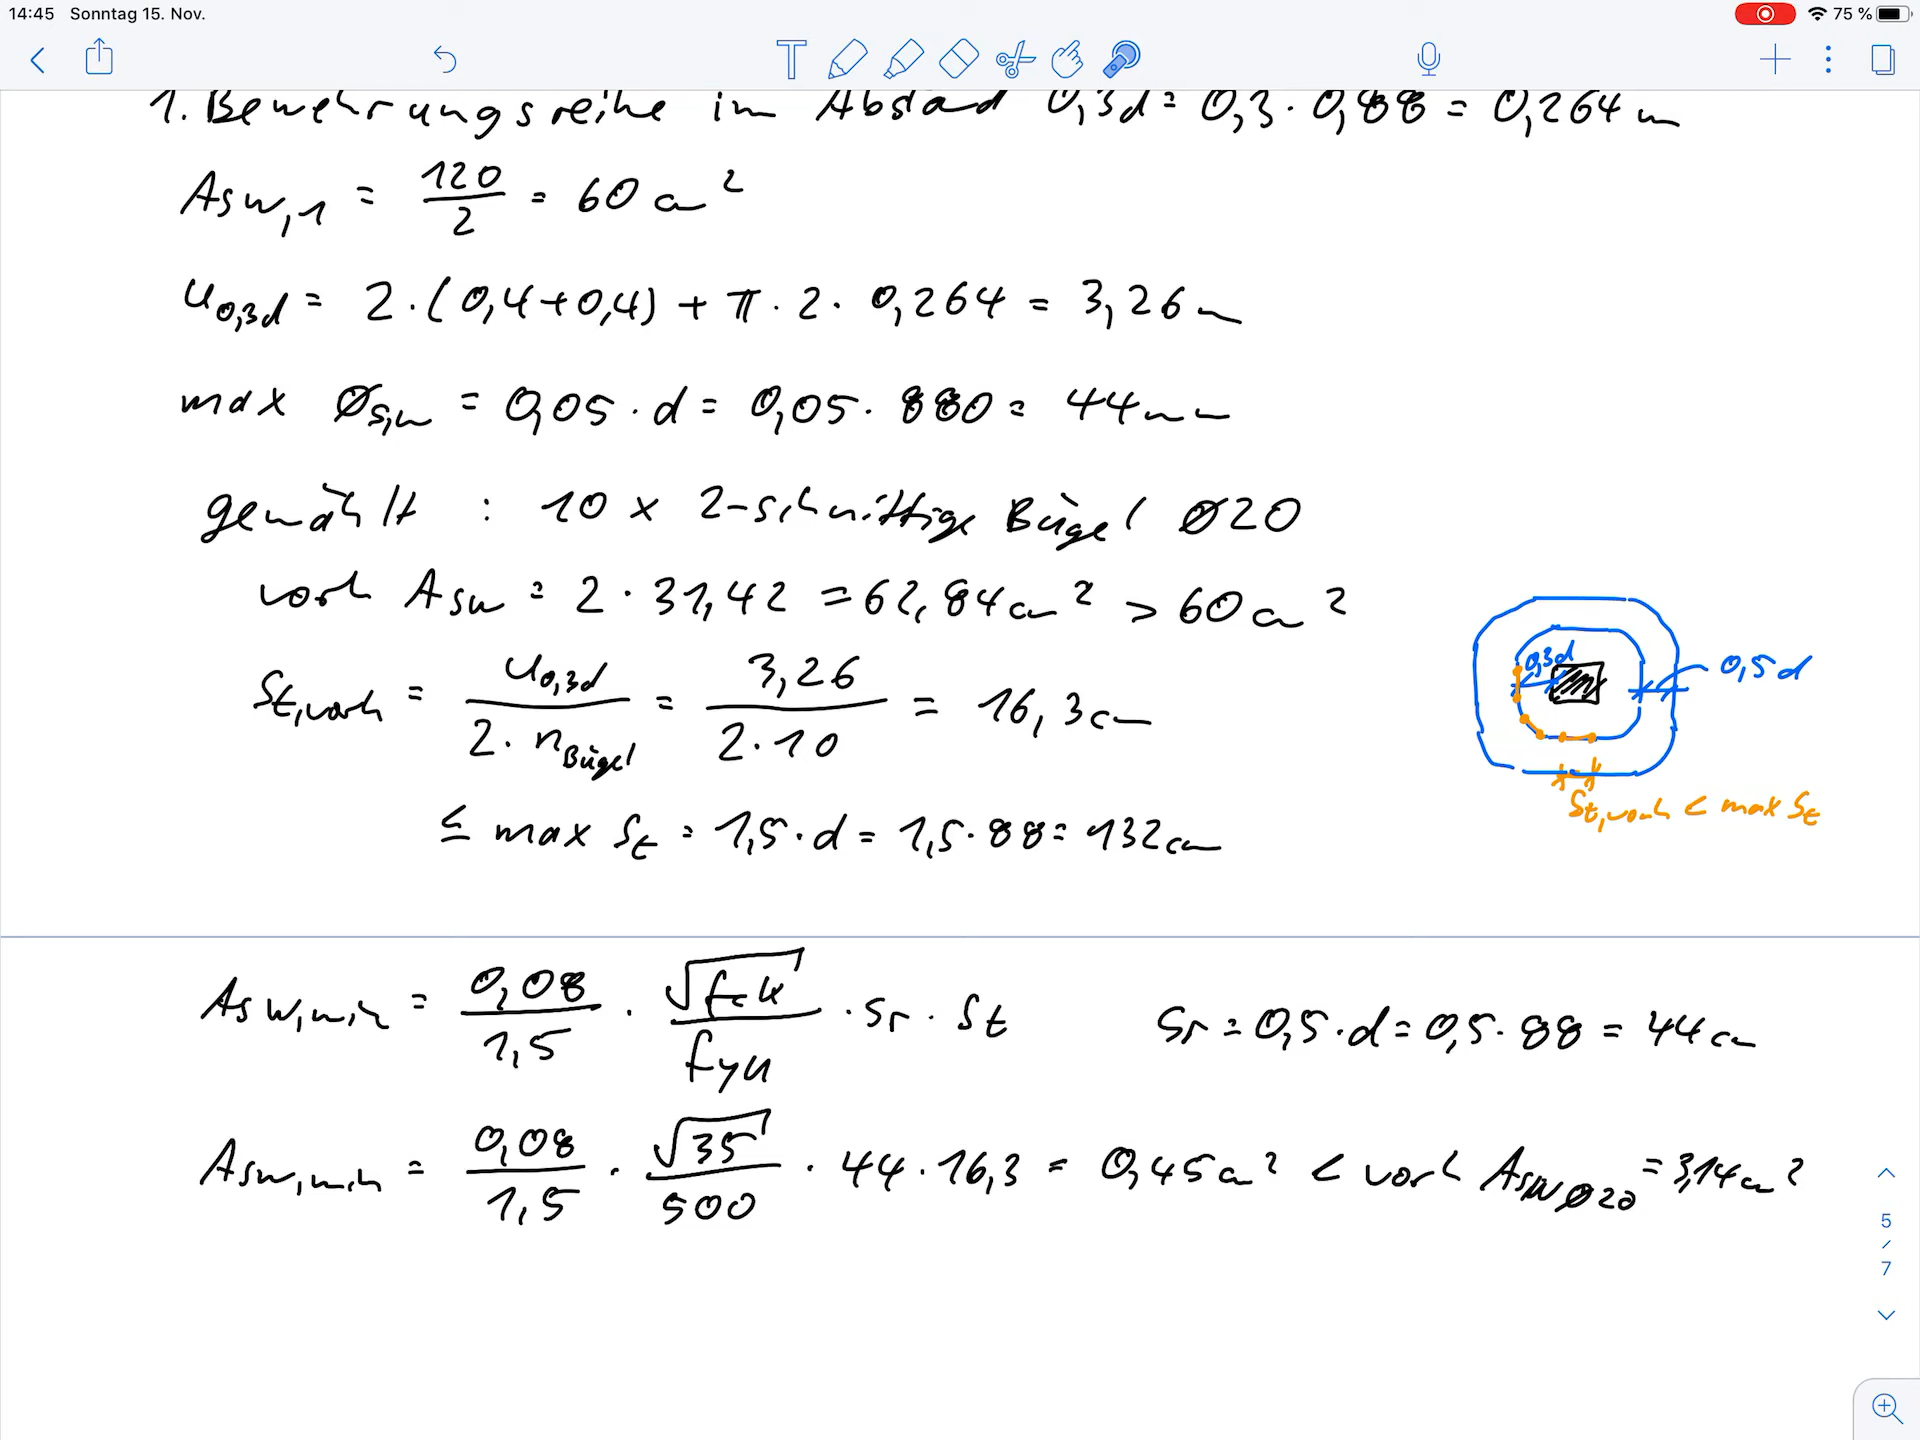 14:45 Sonntag 15. Nov. 75 %
1. Bewehrungsreihe im Abstad 0,3d = 0,3 · 0,88 = 0,264 m
Asw,1 = 120/2 = 60 cm²
u0,3d = 2 · (0,4+0,4) + π · 2 · 0,264 = 3,26 m
max Øs,w = 0,05 · d = 0,05 · 880 = 44 mm
gewählt : 10 x 2-schnittige Bügel Ø20
vorh Asw = 2 · 31,42 = 62,84 cm² > 60 cm²
St,vorh = u0,3d / 2 · nBügel = 3,26 / 2 · 10 = 16,3 cm
0,3d
0,5 d
St,vorh < max St
≤ max St = 1,5 · d = 1,5 · 88 = 132 cm
Asw,min = 0,08/1,5 · √fck/fyk · Sr · St Sr = 0,5 · d = 0,5 · 88 = 44 cm
Asw,min = 0,08/1,5 · √35/500 · 44 · 16,3 = 0,45 cm² < vorh AswØ20 = 3,14 cm²
5
/
7